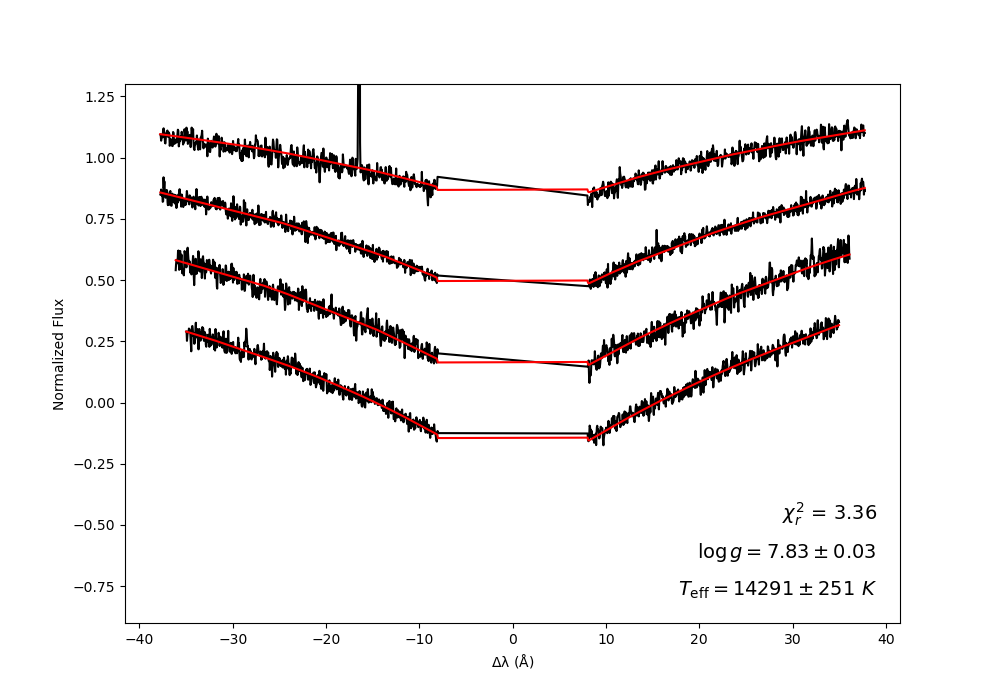 1.25
1.00
0.75
0.50
0.25
0.00
−0.25
−0.50
−0.75
Normalized Flux
χ²ᵣ = 3.36
log g = 7.83 ± 0.03
T_eff = 14291 ± 251 K
−40 −30 −20 −10 0 10 20 30 40
Δλ (Å)